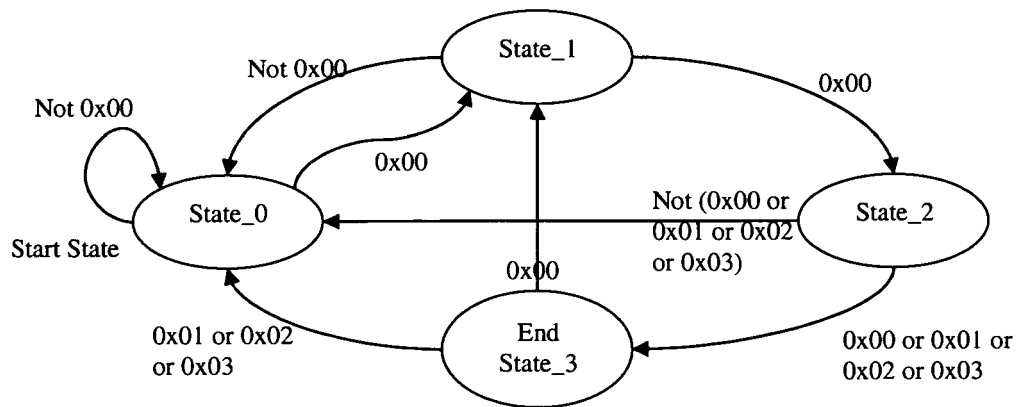 State_1
Not 0x00
0x00
Not 0x00
0x00
State_0
Not (0x00 or
0x01 or 0x02
or 0x03)
State_2
Start State
0x00
0x01 or 0x02
or 0x03
End
State_3
0x00 or 0x01 or
0x02 or 0x03